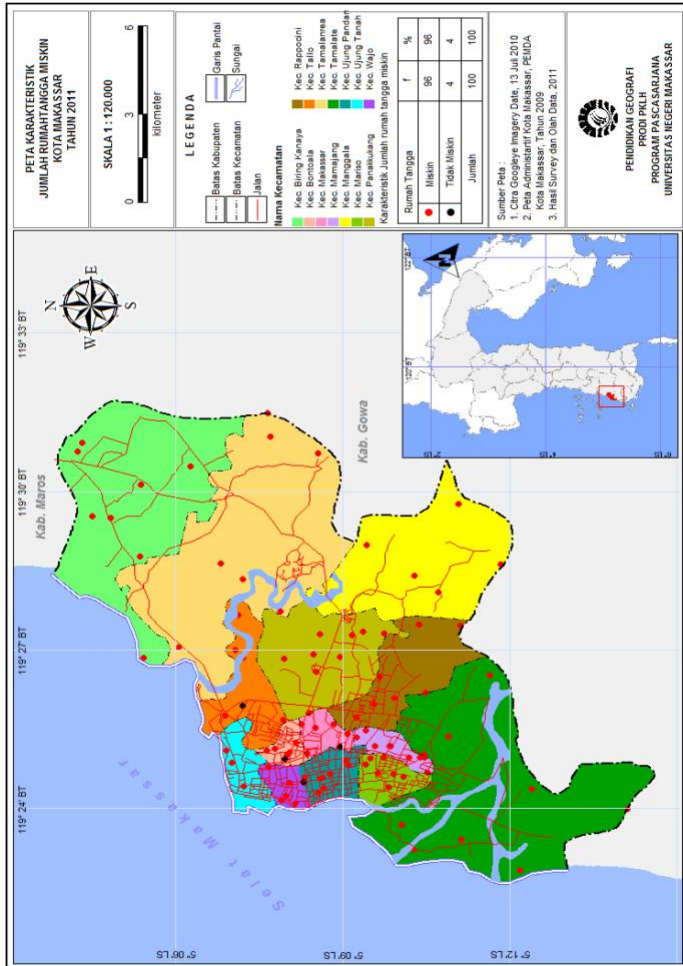 PETA KARAKTERISTIK
JUMLAH RUMAHTANGGA MISKIN
KOTA MAKASSAR
TAHUN 2011
SKALA 1 : 120.000
0
3
6
kilometer
LEGENDA
Batas Kabupaten
Batas Kecamatan
Jalan
Garis Pantai
Sungai
Nama Kecamatan
Kec. Biring Kanaya
Kec. Bontoala
Kec. Makassar
Kec. Mamajang
Kec. Manggala
Kec. Mariso
Kec. Panakkukang
Kec. Rappocini
Kec. Tallo
Kec. Tamalanrea
Kec. Tamalate
Kec. Ujung Pandan
Kec. Ujung Tanah
Kec. Wajo
Karakteristik Jumlah rumah tangga miskin
Rumah Tangga f %
Miskin 96 96
Tidak Miskin 4 4
Jumlah 100 100
Sumber Peta :
1. Citra Googleye Imagery Date, 13 Juli 2010
2. Peta Administartif Kota Makassar, PEMDA
Kota Makassar, Tahun 2009
3. Hasil Survey dan Olah Data, 2011
PENDIDIKAN GEOGRAFI
PRODI PKLH
PROGRAM PASCASARJANA
UNIVERSITAS NEGERI MAKASSAR
119° 24' BT
119° 27' BT
119° 30' BT
119° 33' BT
5° 06' LS
5° 09' LS
5° 12' LS
Kab. Maros
Kab. Gowa
Selat Makassar
N
E
S
W
120° BT
122° BT
N